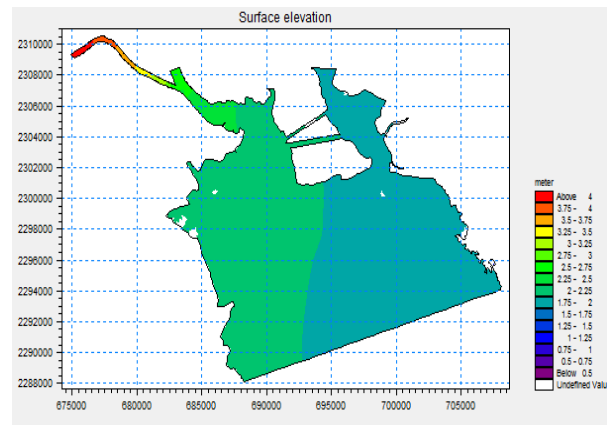 Surface elevation
2310000
2308000
2306000
2304000
2302000
2300000
2298000
2296000
2294000
2292000
2290000
2288000
675000 680000 685000 690000 695000 700000 705000
meter
Above 4
3.75 - 4
3.5 - 3.75
3.25 - 3.5
3 - 3.25
2.75 - 3
2.5 - 2.75
2.25 - 2.5
2 - 2.25
1.75 - 2
1.5 - 1.75
1.25 - 1.5
1 - 1.25
0.75 - 1
0.5 - 0.75
Below 0.5
Undefined Valu